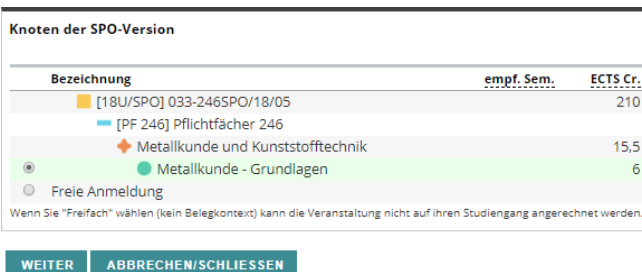 Knoten der SPO-Version
Bezeichnung empf. Sem. ECTS Cr.
[18U/SPO] 033-246SPO/18/05 210
[PF 246] Pflichtfächer 246
Metallkunde und Kunststofftechnik 15,5
Metallkunde - Grundlagen 6
Freie Anmeldung
Wenn Sie "Freifach" wählen (kein Belegkontext) kann die Veranstaltung nicht auf ihren Studiengang angerechnet werden.
WEITER ABBRECHEN/SCHLIESSEN